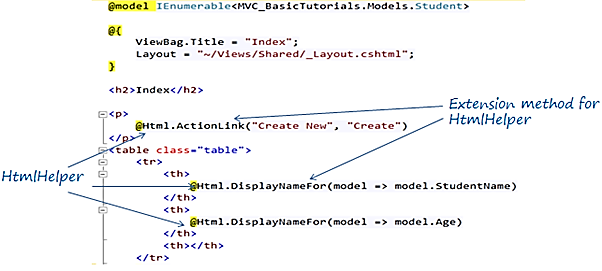 @model IEnumerable<MVC_BasicTutorials.Models.Student>
@{
ViewBag.Title = "Index";
Layout = "~/Views/Shared/_Layout.cshtml";
}
<h2>Index</h2>
<p>
@Html.ActionLink("Create New", "Create")
</p>
<table class="table">
<tr>
<th>
@Html.DisplayNameFor(model => model.StudentName)
</th>
<th>
@Html.DisplayNameFor(model => model.Age)
</th>
<th></th>
</tr>
Extension method for
HtmlHelper
HtmlHelper